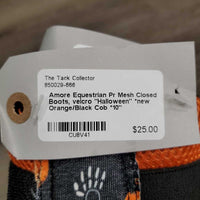 The Tack Collector
850029-666
Amore Equestrian Pr Mesh Closed
Boots, velcro "Halloween" *new
Orange/Black Cob *10"
$25.00
CU8V41